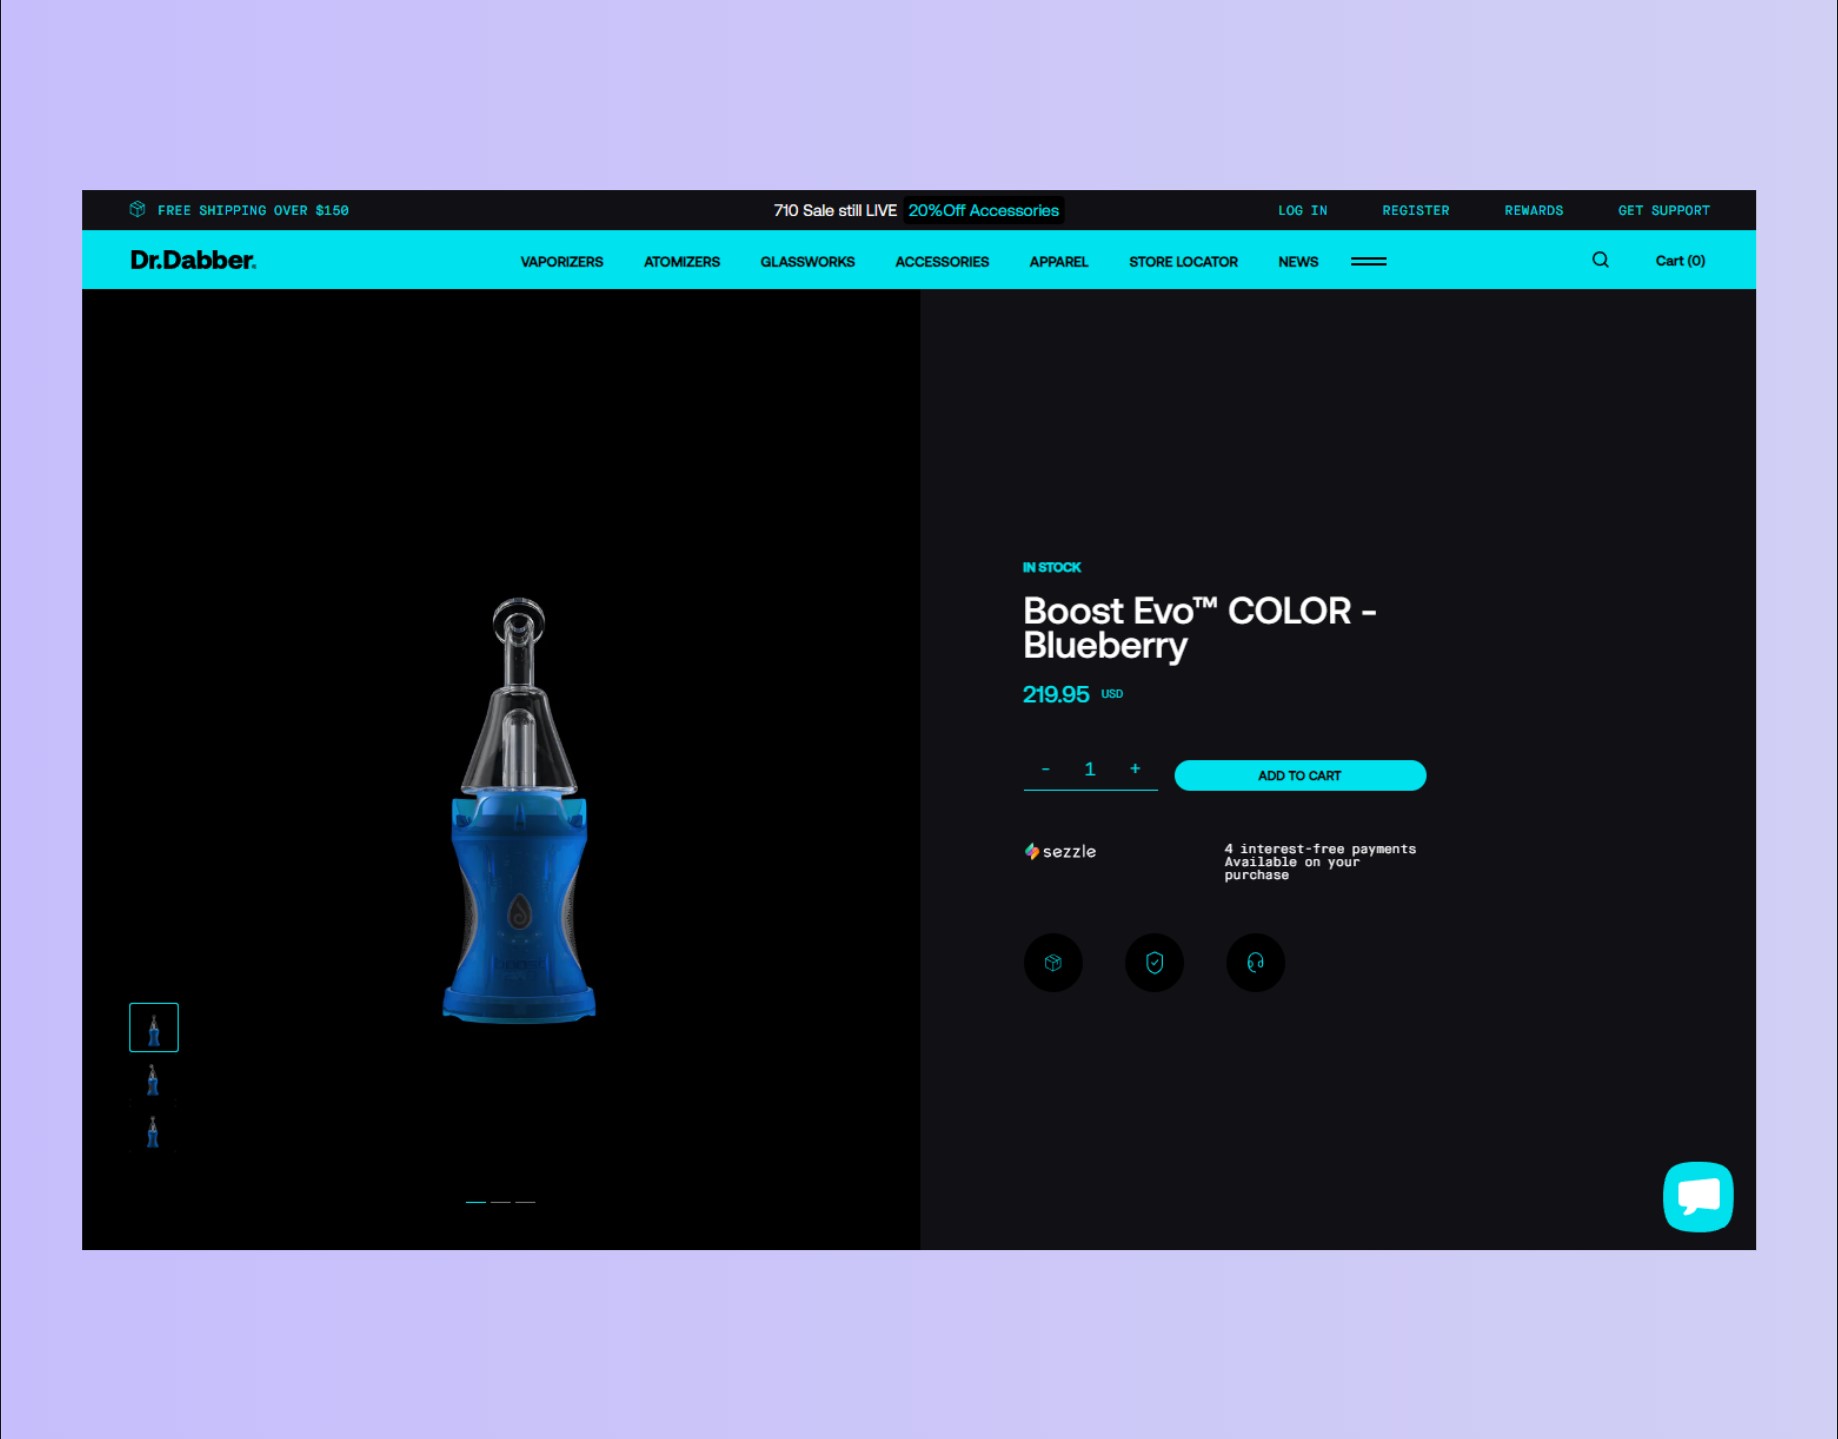 FREE SHIPPING OVER $150
710 Sale still LIVE 20%Off Accessories
LOG IN
REGISTER
REWARDS
GET SUPPORT
Dr.Dabber
VAPORIZERS
ATOMIZERS
GLASSWORKS
ACCESSORIES
APPAREL
STORE LOCATOR
NEWS
Cart (0)
IN STOCK
Boost Evo™ COLOR -
Blueberry
219.95 USD
- 1 +
ADD TO CART
sezzle
4 interest-free payments
Available on your
purchase